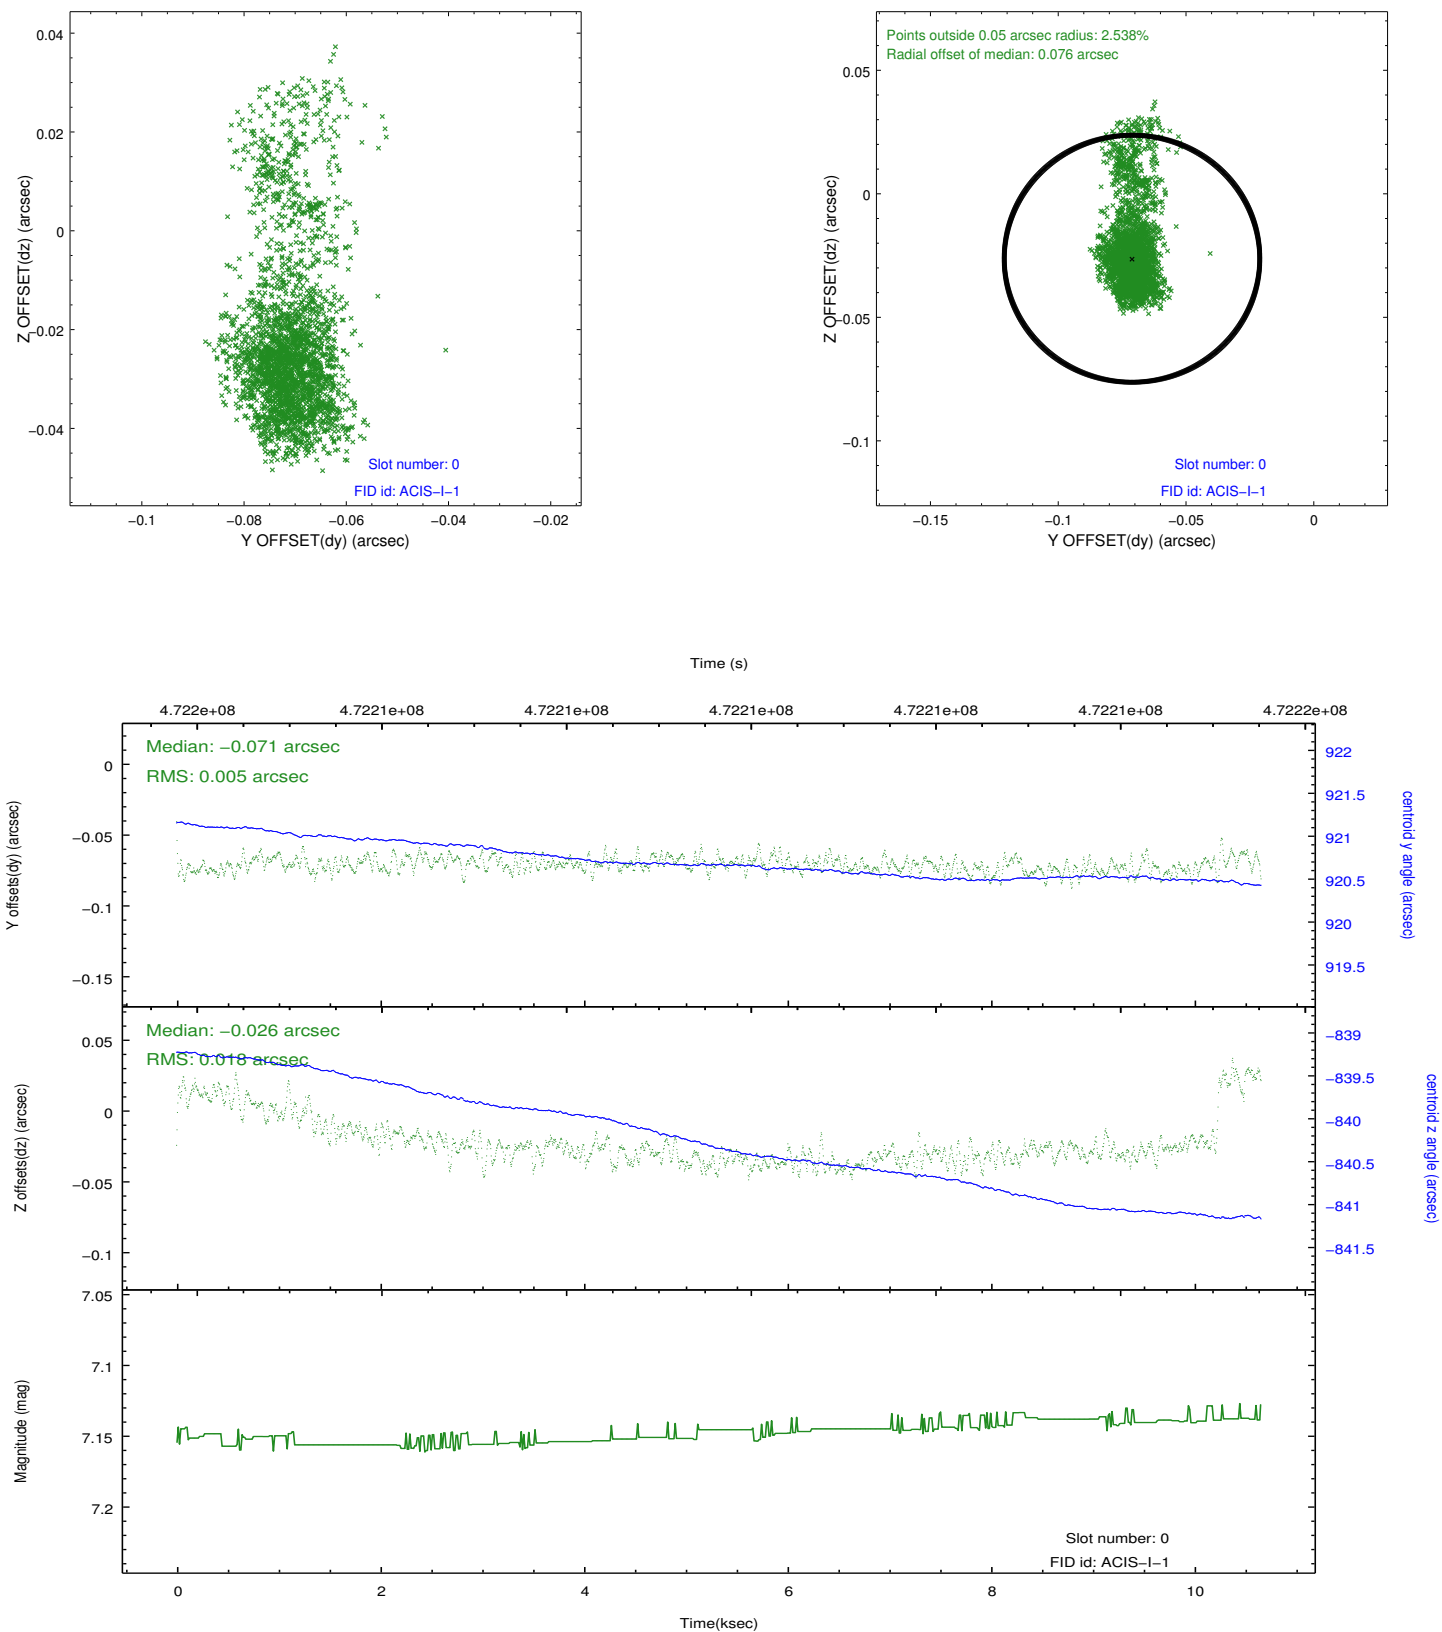 0.04
0.02
0
−0.02
−0.04
Z OFFSET(dz) (arcsec)
Slot number: 0
FID id: ACIS−I−1
−0.1
−0.08
−0.06
−0.04
−0.02
Y OFFSET(dy) (arcsec)
Points outside 0.05 arcsec radius: 2.538%
Radial offset of median: 0.076 arcsec
0.05
0
−0.05
−0.1
Z OFFSET(dz) (arcsec)
Slot number: 0
FID id: ACIS−I−1
−0.15
−0.1
−0.05
0
Y OFFSET(dy) (arcsec)
Time (s)
4.722e+08
4.7221e+08
4.7221e+08
4.7221e+08
4.7221e+08
4.7221e+08
4.7222e+08
Median: −0.071 arcsec
RMS: 0.005 arcsec
0
−0.05
−0.1
−0.15
Y offsets(dy) (arcsec)
922
921.5
921
920.5
920
919.5
centroid y angle (arcsec)
Median: −0.026 arcsec
RMS: 0.018 arcsec
0.05
0
−0.05
−0.1
Z offsets(dz) (arcsec)
−839
−839.5
−840
−840.5
−841
−841.5
centroid z angle (arcsec)
7.05
7.1
7.15
7.2
Magnitude (mag)
Slot number: 0
FID id: ACIS−I−1
0
2
4
6
8
10
Time(ksec)